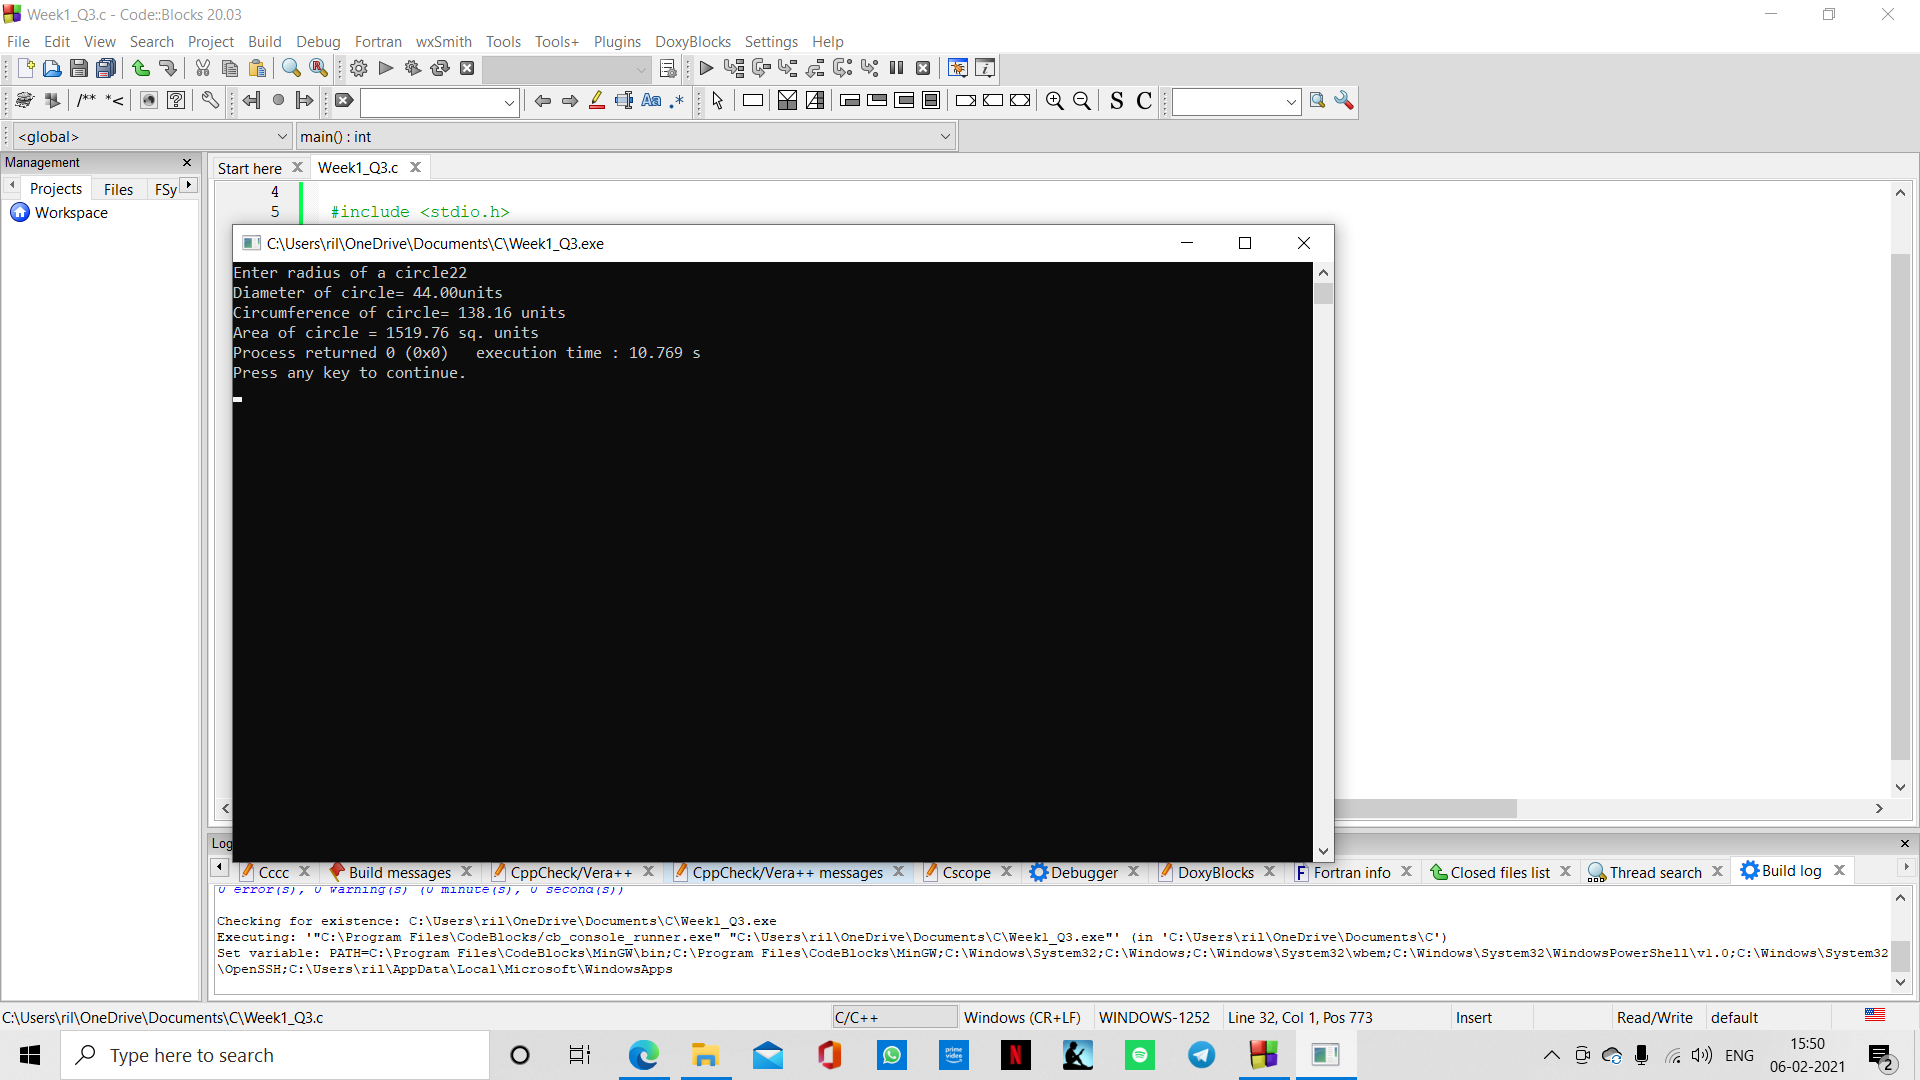 Week1_Q3.c - Code::Blocks 20.03
File Edit View Search Project Build Debug Fortran wxSmith Tools Tools+ Plugins DoxyBlocks Settings Help
/** *<
Aa .*
S C
<global>
main() : int
Management
Projects Files FSy
Workspace
Start here Week1_Q3.c
4
5 #include <stdio.h>
C:\Users\ril\OneDrive\Documents\C\Week1_Q3.exe
Enter radius of a circle22
Diameter of circle= 44.00units
Circumference of circle= 138.16 units
Area of circle = 1519.76 sq. units
Process returned 0 (0x0)   execution time : 10.769 s
Press any key to continue.
Log
Cccc Build messages CppCheck/Vera++ CppCheck/Vera++ messages Cscope Debugger DoxyBlocks Fortran info Closed files list Thread search Build log
0 error(s), 0 warning(s) (0 minute(s), 0 second(s))
Checking for existence: C:\Users\ril\OneDrive\Documents\C\Week1_Q3.exe
Executing: '"C:\Program Files\CodeBlocks/cb_console_runner.exe" "C:\Users\ril\OneDrive\Documents\C\Week1_Q3.exe"' (in 'C:\Users\ril\OneDrive\Documents\C')
Set variable: PATH=C:\Program Files\CodeBlocks\MinGW\bin;C:\Program Files\CodeBlocks\MinGW;C:\Windows\System32;C:\Windows;C:\Windows\System32\wbem;C:\Windows\System32\WindowsPowerShell\v1.0;C:\Windows\System32
\OpenSSH;C:\Users\ril\AppData\Local\Microsoft\WindowsApps
C:\Users\ril\OneDrive\Documents\C\Week1_Q3.c C/C++ Windows (CR+LF) WINDOWS-1252 Line 32, Col 1, Pos 773 Insert Read/Write default
Type here to search
prime video
N
ENG
15:50
06-02-2021
2